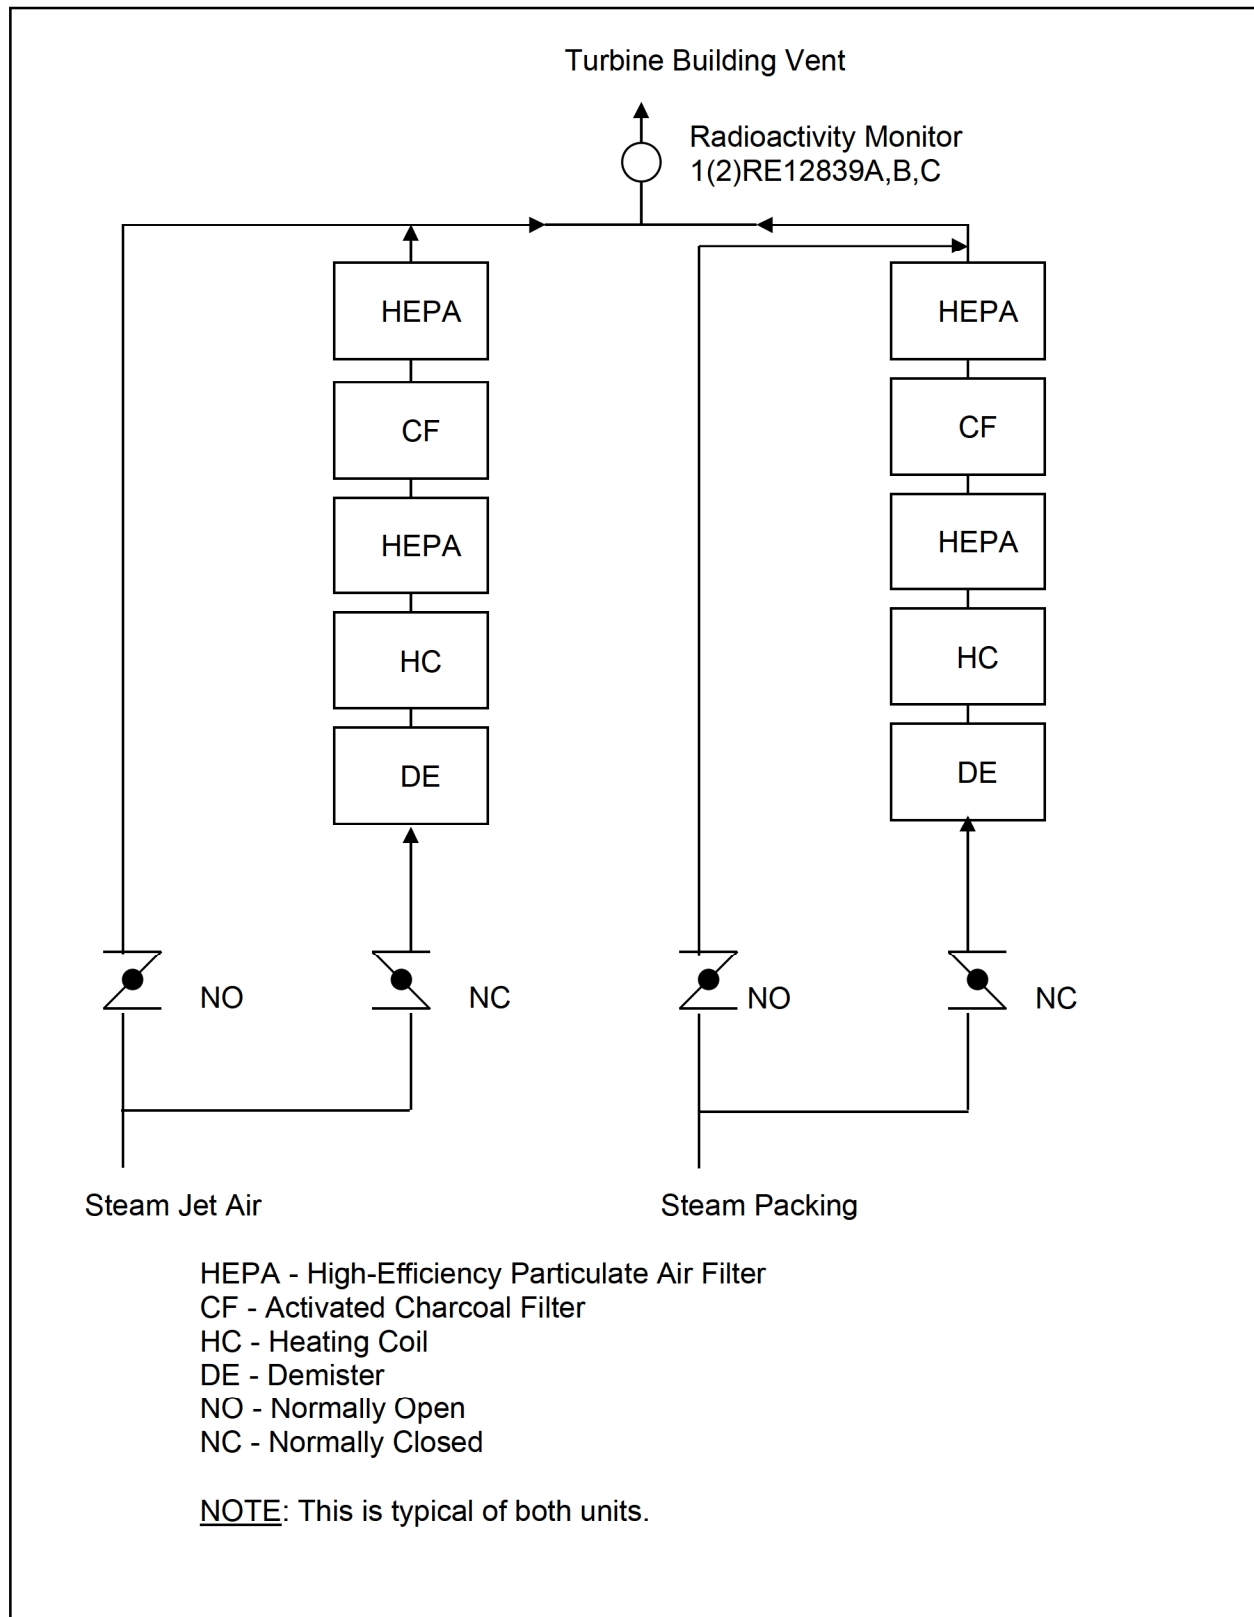 Turbine Building Vent
Radioactivity Monitor
1(2)RE12839A,B,C
HEPA
HEPA
CF
CF
HEPA
HEPA
HC
HC
DE
DE
NO
NC
NO
NC
Steam Jet Air
Steam Packing
HEPA - High-Efficiency Particulate Air Filter
CF - Activated Charcoal Filter
HC - Heating Coil
DE - Demister
NO - Normally Open
NC - Normally Closed
NOTE: This is typical of both units.